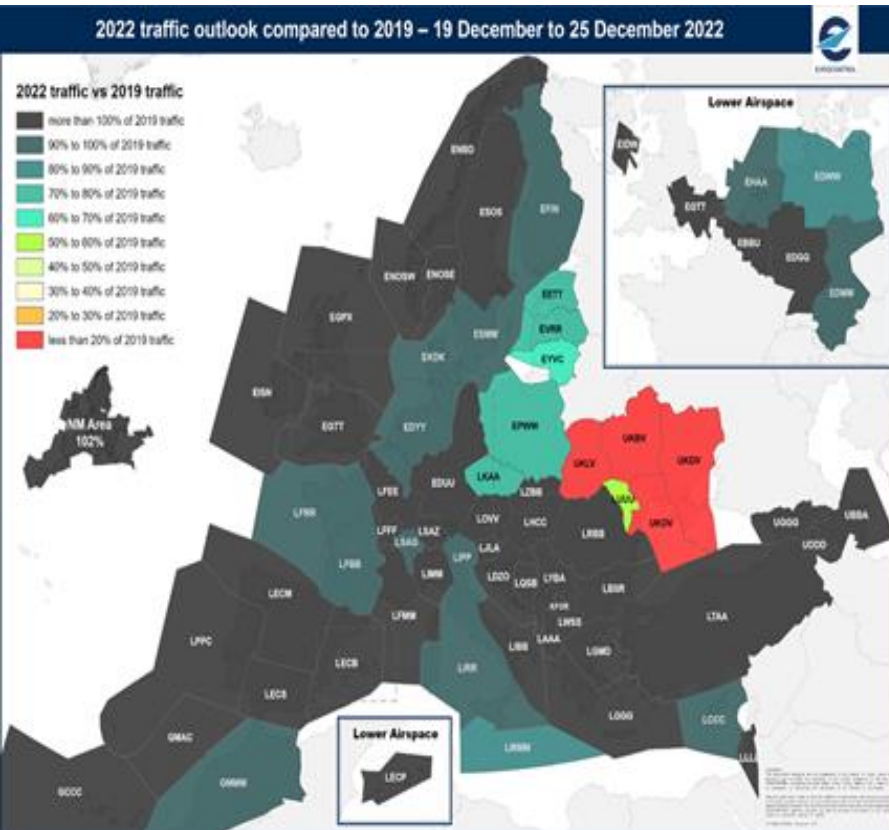 2022 traffic outlook compared to 2019 – 19 December to 25 December 2022
EUROCONTROL
2022 traffic vs 2019 traffic
more than 100% of 2019 traffic
90% to 100% of 2019 traffic
80% to 90% of 2019 traffic
70% to 80% of 2019 traffic
60% to 70% of 2019 traffic
50% to 60% of 2019 traffic
40% to 50% of 2019 traffic
30% to 40% of 2019 traffic
20% to 30% of 2019 traffic
less than 20% of 2019 traffic
NM Area
102%
Lower Airspace
EIDW
EGTT
EHAA
EDWW
EBBU
EDGG
EDMM
ENBD
ESOS
EFIN
ENOSW
ENOSE
EGPX
EETT
EVRR
EYVC
ESMM
EKDK
EISN
EGTT
EDYY
EPWW
LKAA
EDUU
UKLV
UKBV
UKDV
UKOV
LFRR
LFBB
LFEE
LFFF
LSAZ
LSAG
LOVV
LZBB
LHCC
LRBB
UGGG
UBBA
LJLA
LIPP
LIMM
LDZO
LQSB
LYBA
LBSR
LTAA
LECM
LPPC
LFMM
LWSS
LAAA
LIBB
LGMD
LIRR
LECB
LECS
LGGG
LCCC
LMMM
GMAC
GMMM
GCCC
Lower Airspace
LECP